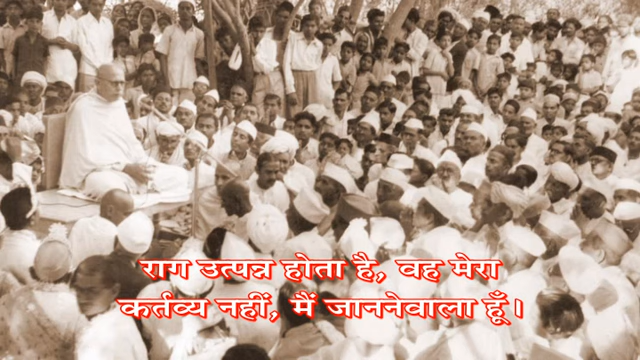 राग उत्पन्न होता है, वह मेरा
कर्तव्य नहीं, मैं जाननेवाला हूँ।